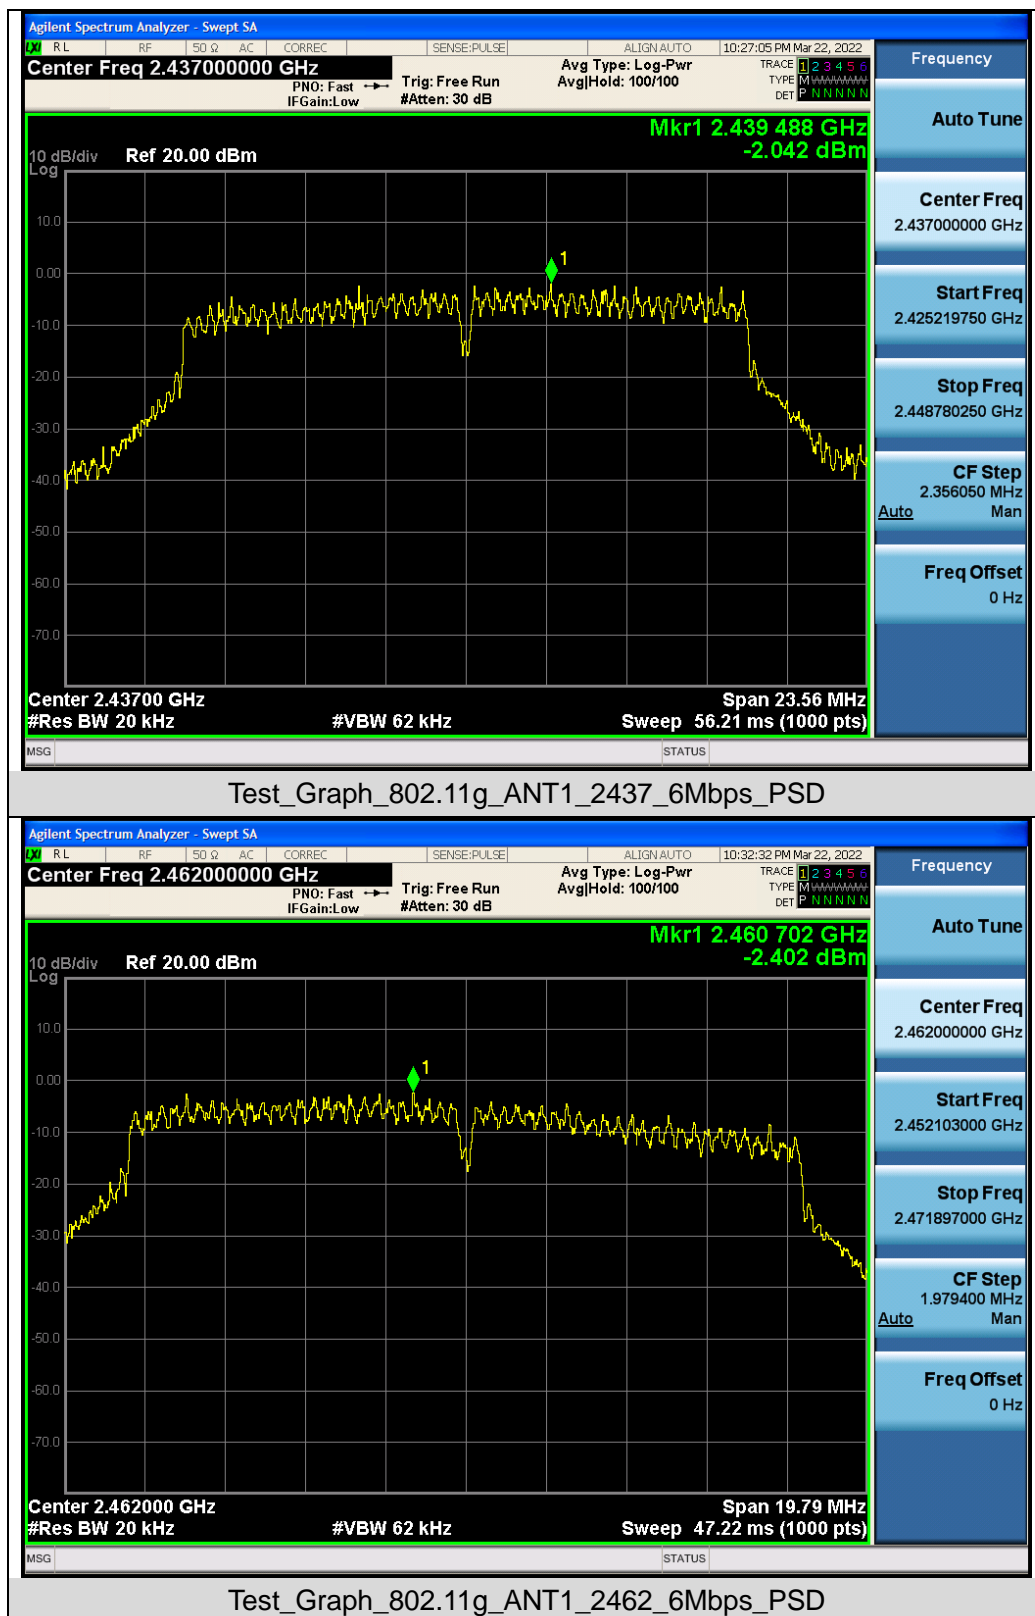 Agilent Spectrum Analyzer - Swept SA
LXI RL RF 50 Ω AC CORREC SENSE:PULSE ALIGN AUTO 10:27:05 PM Mar 22, 2022
Center Freq 2.437000000 GHz
PNO: Fast Trig: Free Run Avg Type: Log-Pwr TRACE 1 2 3 4 5 6
IFGain:Low #Atten: 30 dB Avg|Hold: 100/100 TYPE M WWWWW
DET P N N N N N
Mkr1 2.439 488 GHz
-2.042 dBm
10 dB/div Ref 20.00 dBm
Log
10.0
0.00
-10.0
-20.0
-30.0
-40.0
-50.0
-60.0
-70.0
1
Center 2.43700 GHz Span 23.56 MHz
#Res BW 20 kHz #VBW 62 kHz Sweep 56.21 ms (1000 pts)
MSG STATUS
Frequency
Auto Tune
Center Freq
2.437000000 GHz
Start Freq
2.425219750 GHz
Stop Freq
2.448780250 GHz
CF Step
2.356050 MHz
Auto Man
Freq Offset
0 Hz
Test_Graph_802.11g_ANT1_2437_6Mbps_PSD
Agilent Spectrum Analyzer - Swept SA
LXI RL RF 50 Ω AC CORREC SENSE:PULSE ALIGN AUTO 10:32:32 PM Mar 22, 2022
Center Freq 2.462000000 GHz
PNO: Fast Trig: Free Run Avg Type: Log-Pwr TRACE 1 2 3 4 5 6
IFGain:Low #Atten: 30 dB Avg|Hold: 100/100 TYPE M WWWWW
DET P N N N N N
Mkr1 2.460 702 GHz
-2.402 dBm
10 dB/div Ref 20.00 dBm
Log
10.0
0.00
-10.0
-20.0
-30.0
-40.0
-50.0
-60.0
-70.0
1
Center 2.462000 GHz Span 19.79 MHz
#Res BW 20 kHz #VBW 62 kHz Sweep 47.22 ms (1000 pts)
MSG STATUS
Frequency
Auto Tune
Center Freq
2.462000000 GHz
Start Freq
2.452103000 GHz
Stop Freq
2.471897000 GHz
CF Step
1.979400 MHz
Auto Man
Freq Offset
0 Hz
Test_Graph_802.11g_ANT1_2462_6Mbps_PSD